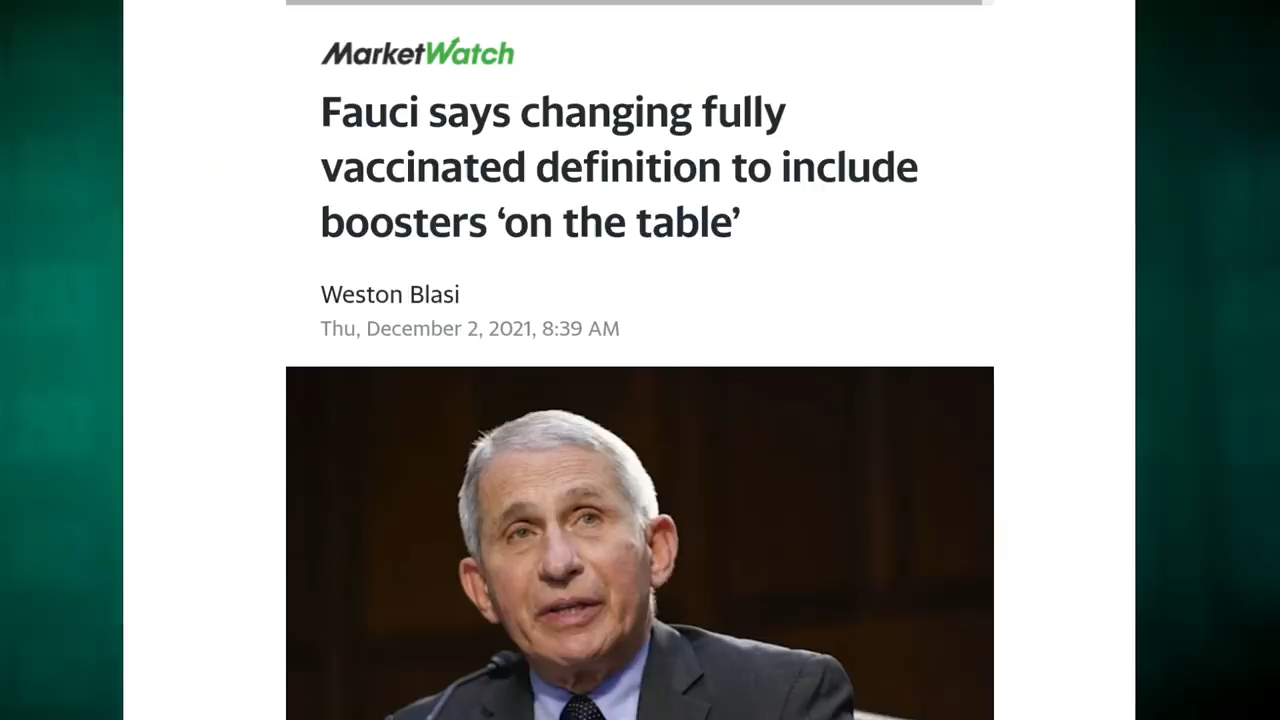 MarketWatch
Fauci says changing fully
vaccinated definition to include
boosters ‘on the table’
Weston Blasi
Thu, December 2, 2021, 8:39 AM